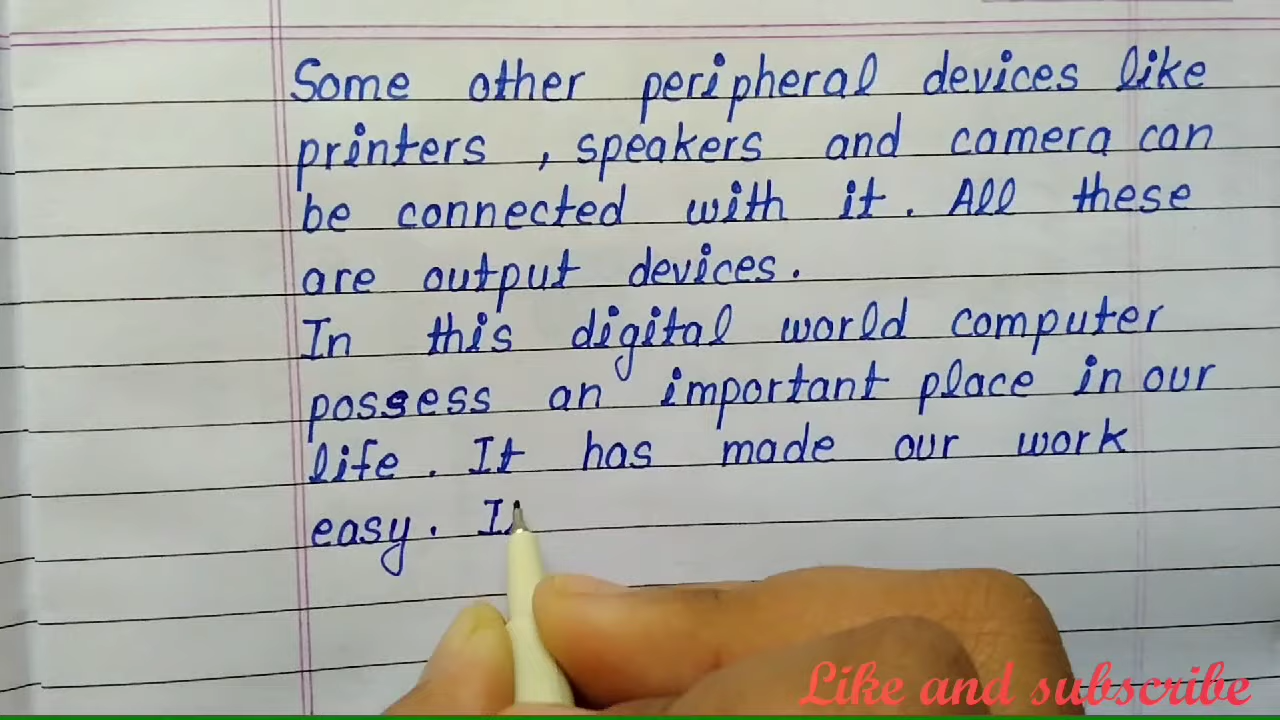 Some other peripheral devices like
printers , speakers and camera can
be connected with it . All these
are output devices .
In this digital world computer
possess an important place in our
life . It has made our work
easy .
Like and subscribe